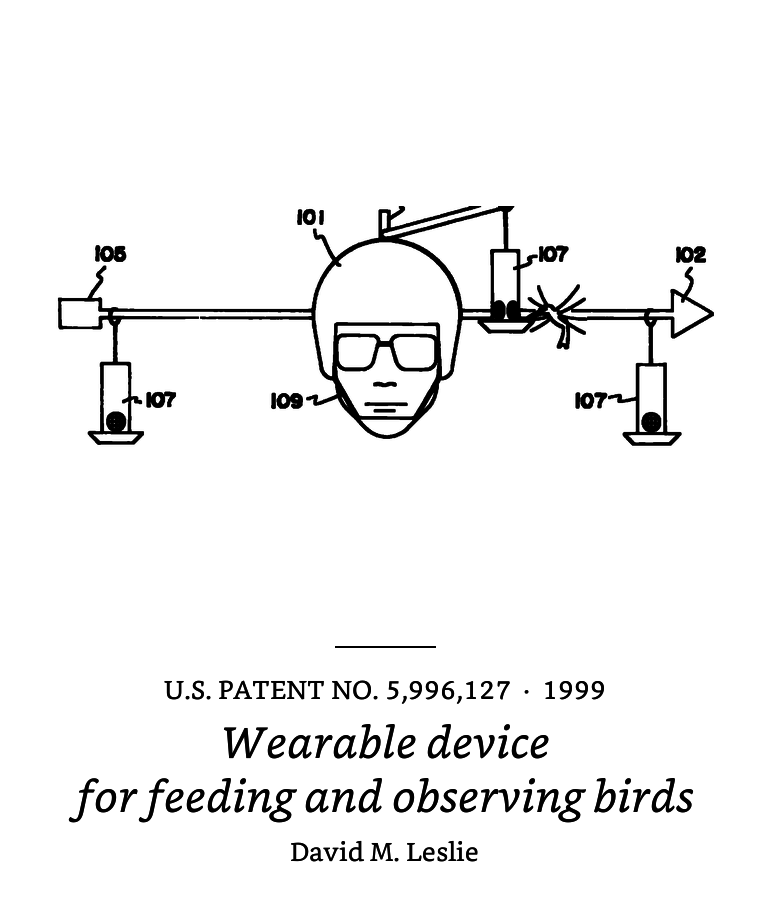 101
105
107
102
107
109
107
U.S. PATENT NO. 5,996,127 · 1999
Wearable device
for feeding and observing birds
David M. Leslie